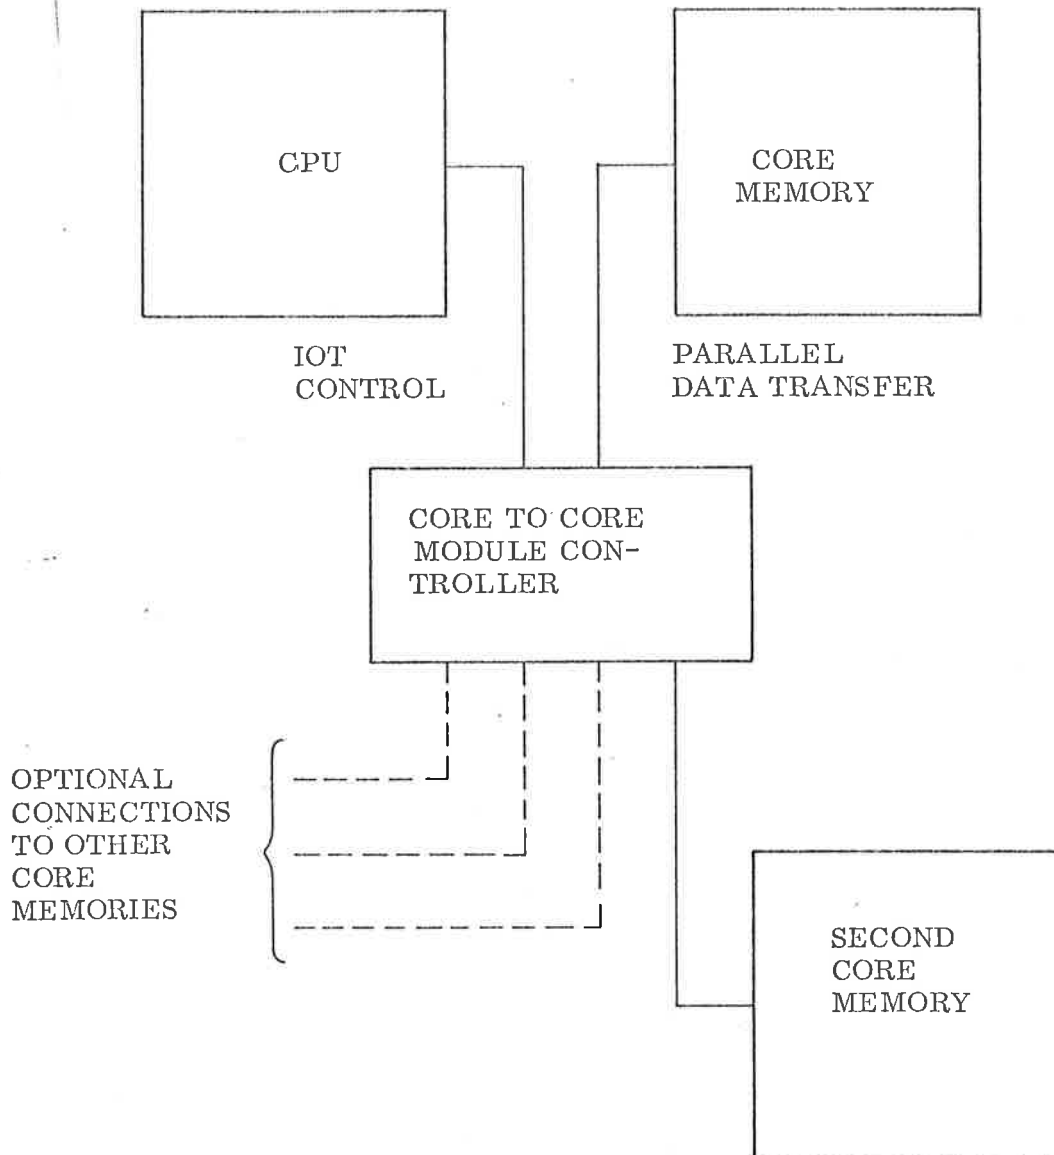 CPU
CORE
MEMORY
IOT
CONTROL
PARALLEL
DATA TRANSFER
CORE TO CORE
MODULE CON-
TROLLER
OPTIONAL
CONNECTIONS
TO OTHER
CORE
MEMORIES
SECOND
CORE
MEMORY